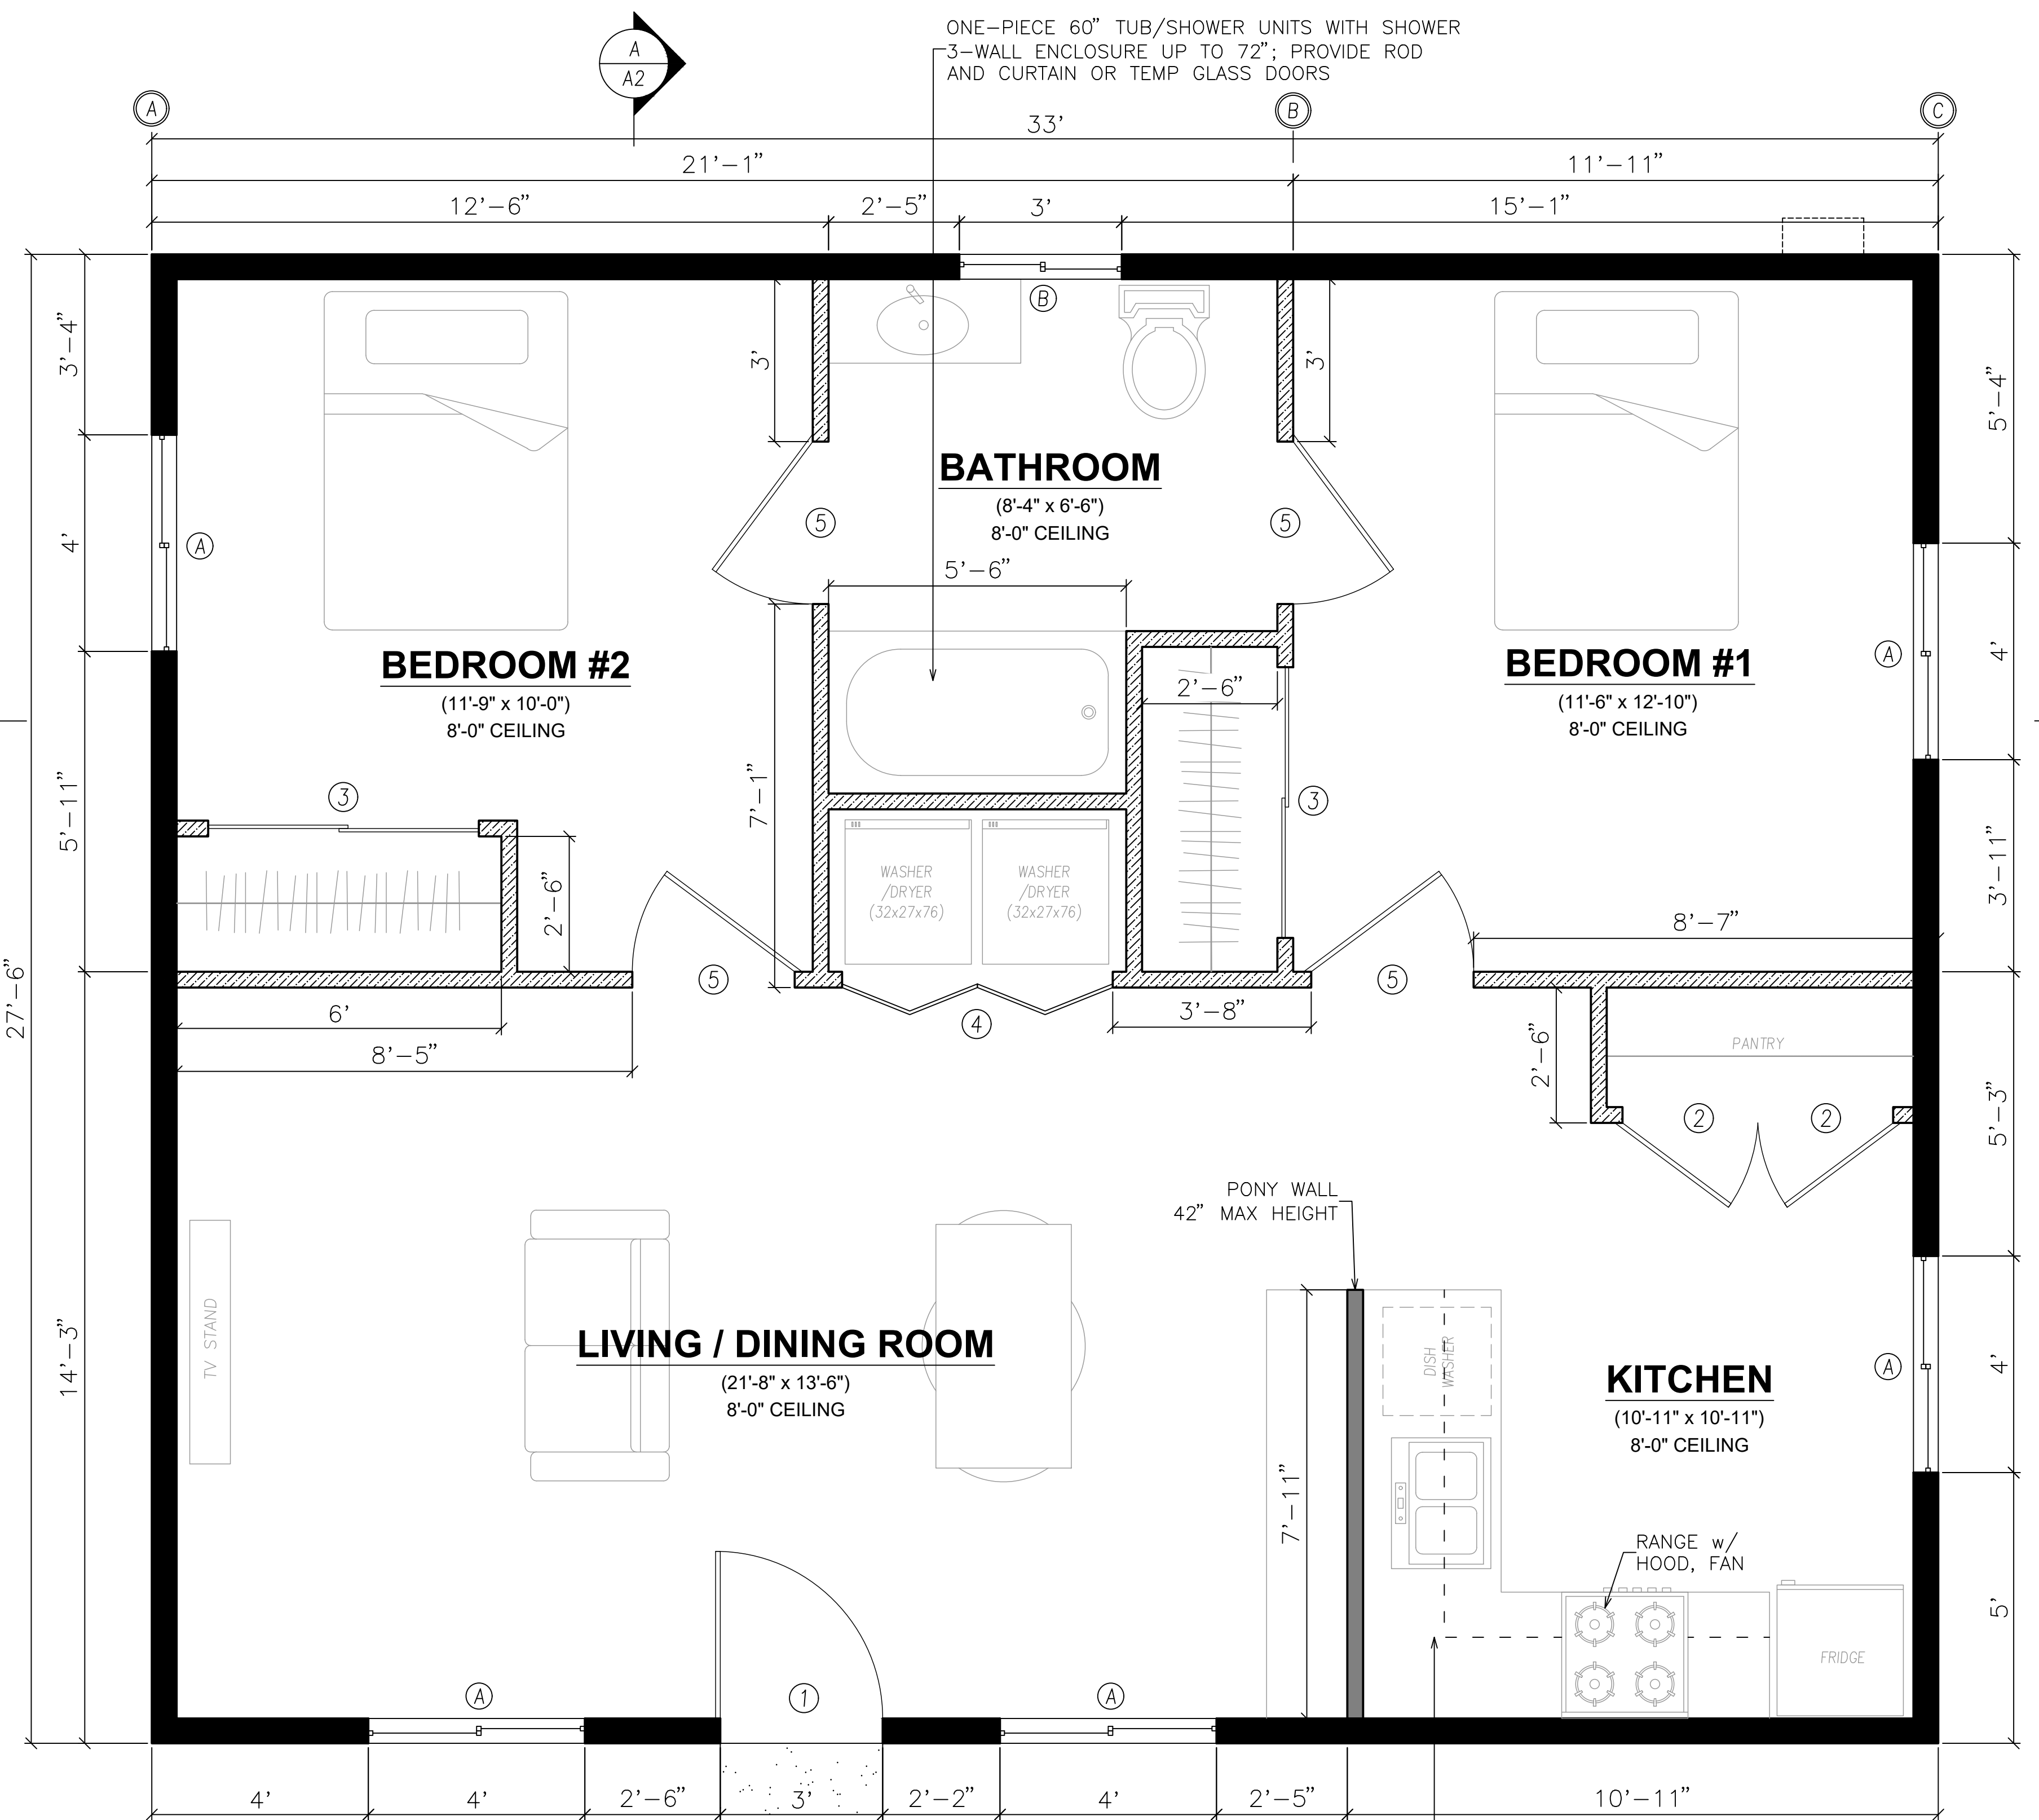 ONE-PIECE 60” TUB/SHOWER UNITS WITH SHOWER
3-WALL ENCLOSURE UP TO 72”; PROVIDE ROD
AND CURTAIN OR TEMP GLASS DOORS
A
A2
A
B
C
33'
21'-1”
11'-11”
12'-6”
2'-5”
3'
15'-1”
B
3'-4”
3'
3'
5'-4”
BATHROOM
(8'-4" x 6'-6")
8'-0" CEILING
5
5
4'
A
5'-6”
BEDROOM #2
(11'-9" x 10'-0")
8'-0" CEILING
BEDROOM #1
(11'-6" x 12'-10")
8'-0" CEILING
A
4'
2'-6”
3
7'-1”
3
5'-11”
WASHER
/DRYER
(32x27x76)
WASHER
/DRYER
(32x27x76)
3'-11”
2'-6”
8'-7”
27'-6”
5
5
6'
4
3'-8”
8'-5”
PANTRY
2'-6”
2
2
5'-3”
PONY WALL
42” MAX HEIGHT
TV STAND
14'-3”
LIVING / DINING ROOM
(21'-8" x 13'-6")
8'-0" CEILING
DISH
WASHER
KITCHEN
(10'-11" x 10'-11")
8'-0" CEILING
A
4'
7'-11”
RANGE w/
HOOD, FAN
FRIDGE
5'
A
1
A
4'
4'
2'-6”
3'
2'-2”
4'
2'-5”
10'-11”